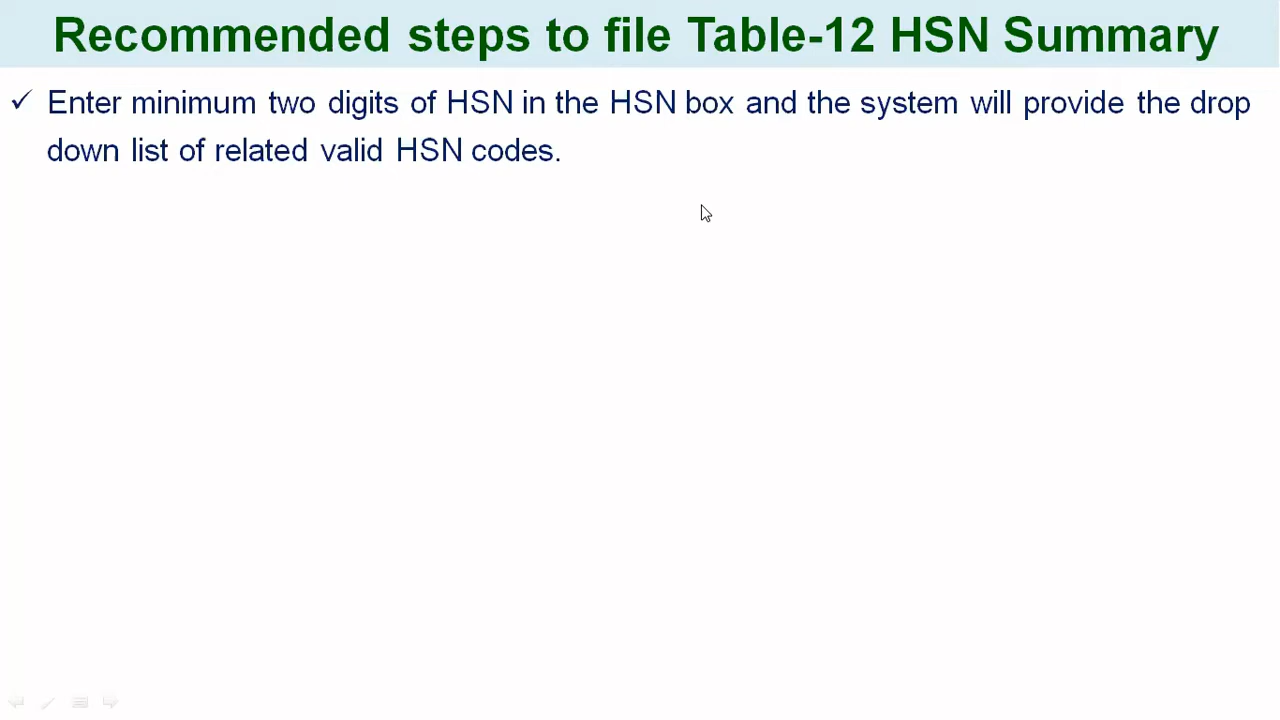 Recommended steps to file Table-12 HSN Summary
✓ Enter minimum two digits of HSN in the HSN box and the system will provide the drop
down list of related valid HSN codes.